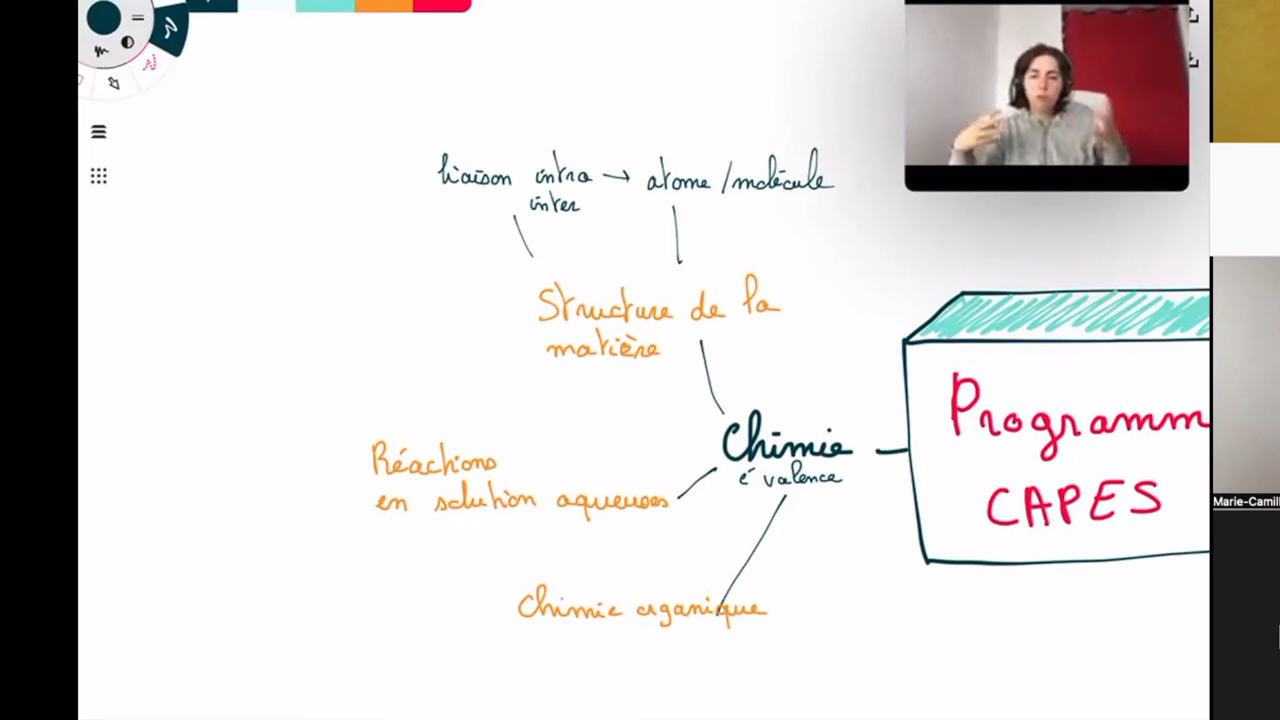 liaison intra → atome/molécule
inter
Structure de la
matière
Programm
Chimie
é valence
CAPES
Réactions
en solution aqueuses
Chimie organique
Marie-Camill